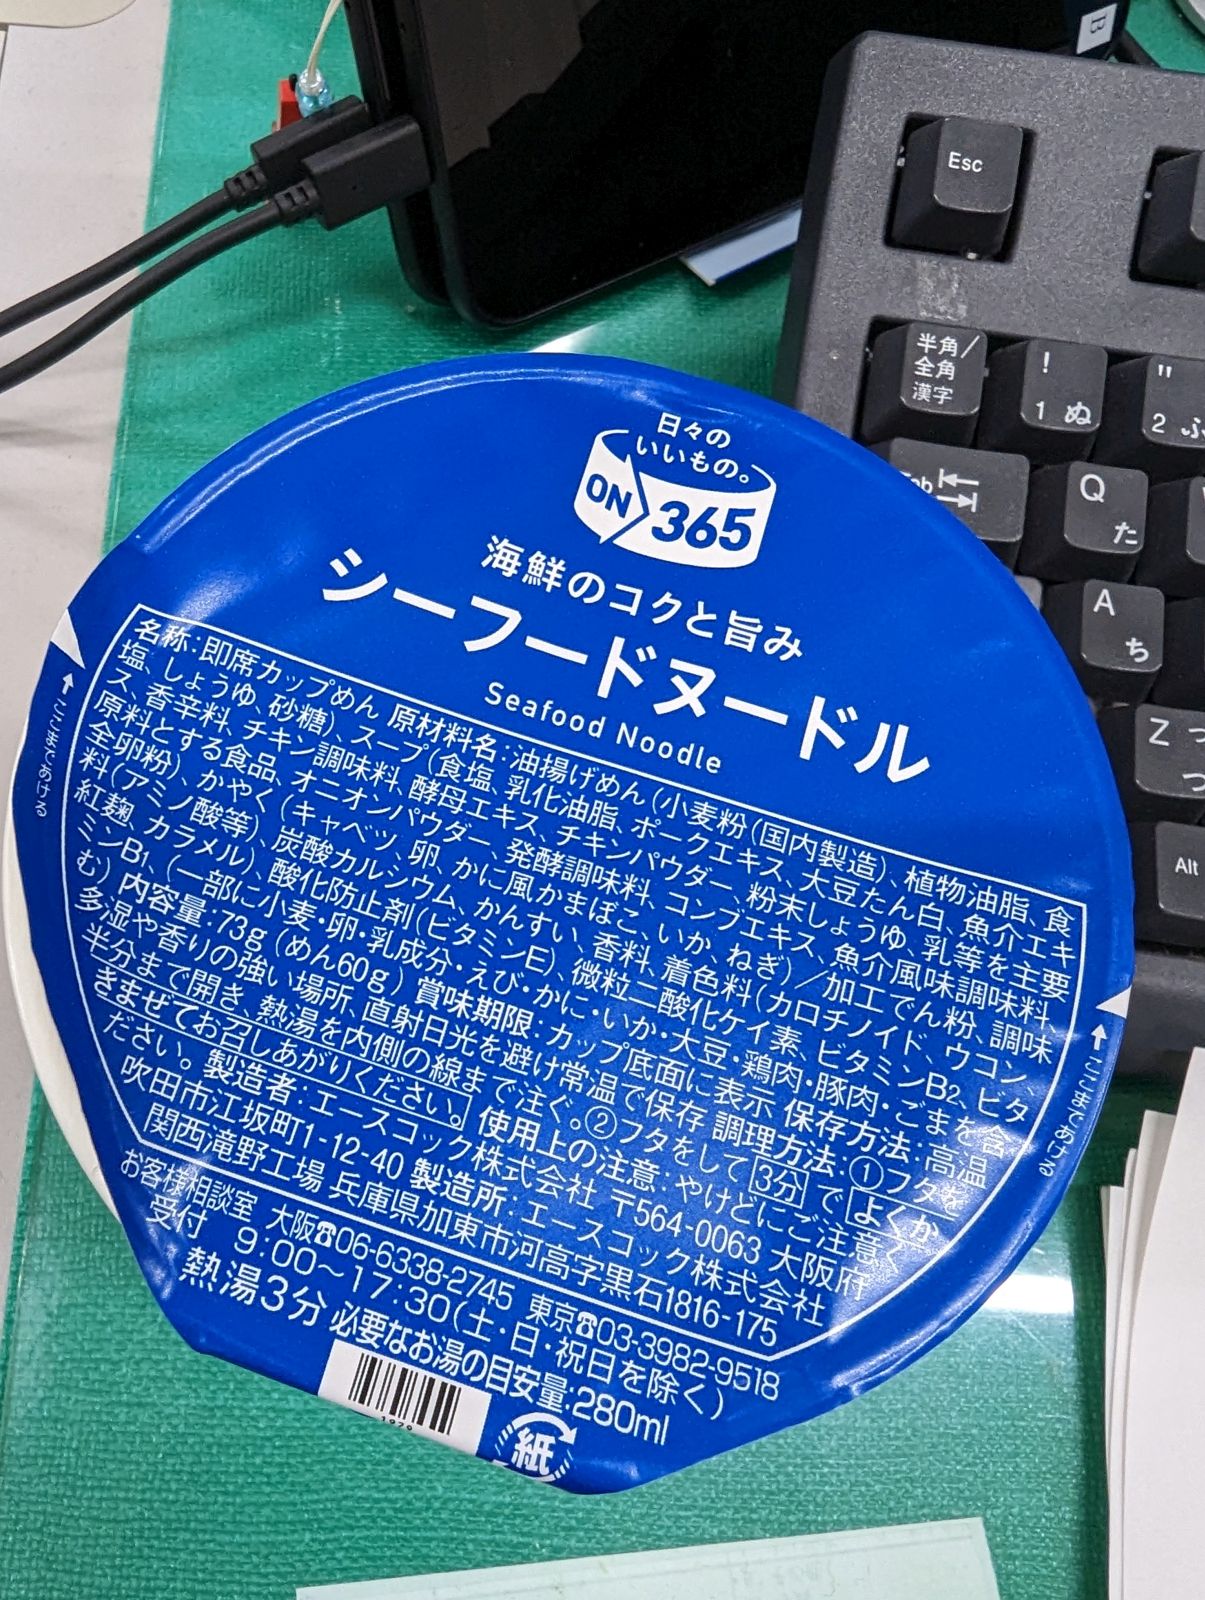 B
Esc
半角/
全角
漢字
!
1 ぬ
"
2 ふ
Q
た
A
ち
Z っ
つ
Alt
日々の
いいもの。
ON 365
海鮮のコクと旨み
シーフードヌードル
Seafood Noodle
名称:即席カップめん 原材料名:油揚げめん(小麦粉(国内製造)、植物油脂、食
塩、しょうゆ、砂糖)、スープ(食塩、乳化油脂、ポークエキス、大豆たん白、魚介エキ
ス、香辛料、チキン調味料、酵母エキス、チキンパウダー、粉末しょうゆ、乳等を主要
原料とする食品、オニオンパウダー、発酵調味料、コンブエキス、魚介風味調味料、
全卵粉)、かやく(キャベツ、卵、かに風かまぼこ、いか、ねぎ)/加工でん粉、調味
料(アミノ酸等)、炭酸カルシウム、かんすい、香料、着色料(カロチノイド、ウコン、
紅麹、カラメル)、酸化防止剤(ビタミンE)、微粒二酸化ケイ素、ビタミンB2、ビタ
ミンB1、(一部に小麦・卵・乳成分・えび・かに・いか・大豆・鶏肉・豚肉・ごまを含
む) 内容量:73g(めん60g) 賞味期限:カップ底面に表示 保存方法:高温
多湿や香りの強い場所、直射日光を避け常温で保存 調理方法:①フタを
半分まで開き、熱湯を内側の線まで注ぐ。②フタをして3分でよくか
きまぜてお召しあがりください。 使用上の注意:やけどにご注意く
ださい。 製造者:エースコック株式会社 〒564-0063 大阪府
吹田市江坂町1-12-40 製造所:エースコック株式会社
関西滝野工場 兵庫県加東市河高字黒石1816-175
お客様相談室 大阪☎06-6338-2745 東京☎03-3982-9518
受付 9:00〜17:30(土・日・祝日を除く)
熱湯3分 必要なお湯の目安量:280ml
↑ここまであける
↑ここまであける
紙